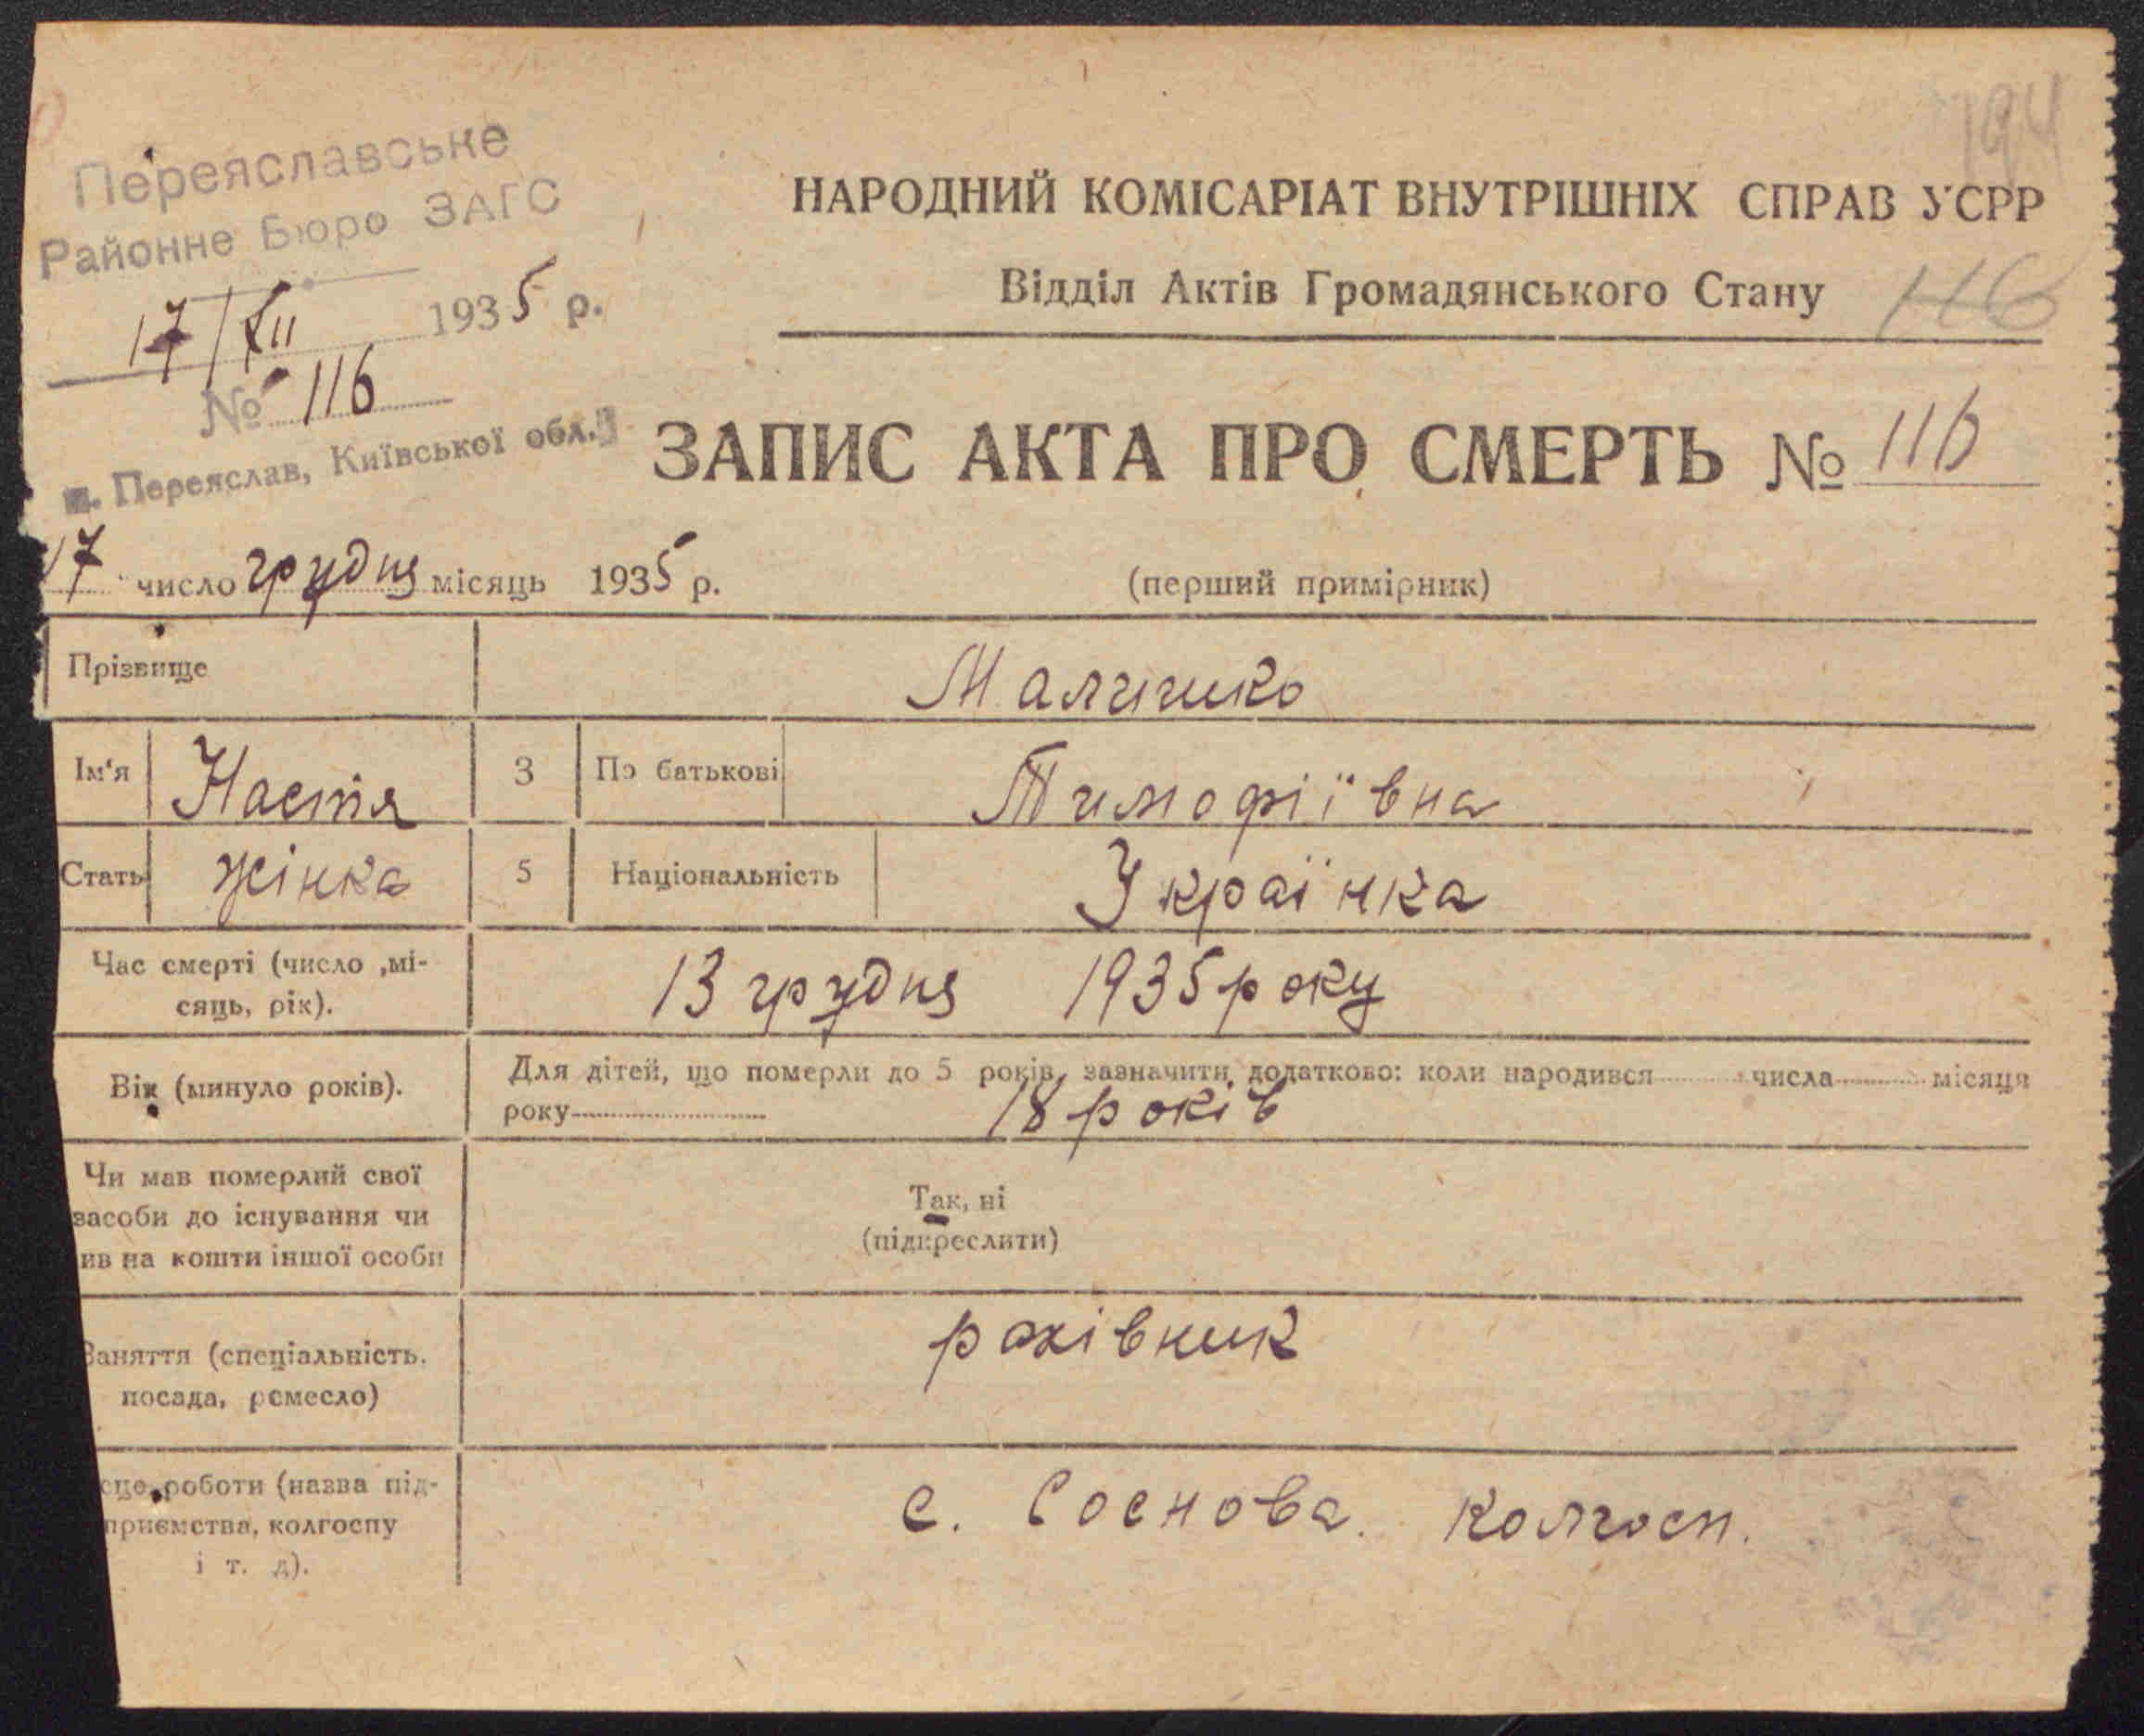 194
Переяславське
Районне Бюро ЗАГС
17/XII 1935 р.
№ 116
м. Переяслав, Київської обл.
НАРОДНИЙ КОМІСАРІАТ ВНУТРІШНІХ СПРАВ УСРР
Відділ Актів Громадянського Стану 116
ЗАПИС АКТА ПРО СМЕРТЬ № 116
17 число грудня місяць 1935 р. (перший примірник)
Прізвище
Ім'я Настя 3 По батькові Тимофіївна
Стать жінка 5 Національність Українка
Час смерті (число ,мі-
сяць, рік). 13 грудня 1935 року
Вік (минуло років). Для дітей, що померли до 5 років, зазначити додатково: коли народився числа місяця
року 18 років
Чи мав померлий свої
засоби до існування чи
ив на кошти іншої особи
Так, ні
(підкреслити)
Заняття (спеціальність.
посада, ремесло) рахівник
сце роботи (назва під-
приємства, колгоспу
і т. д). с. Соснова. колгосп.